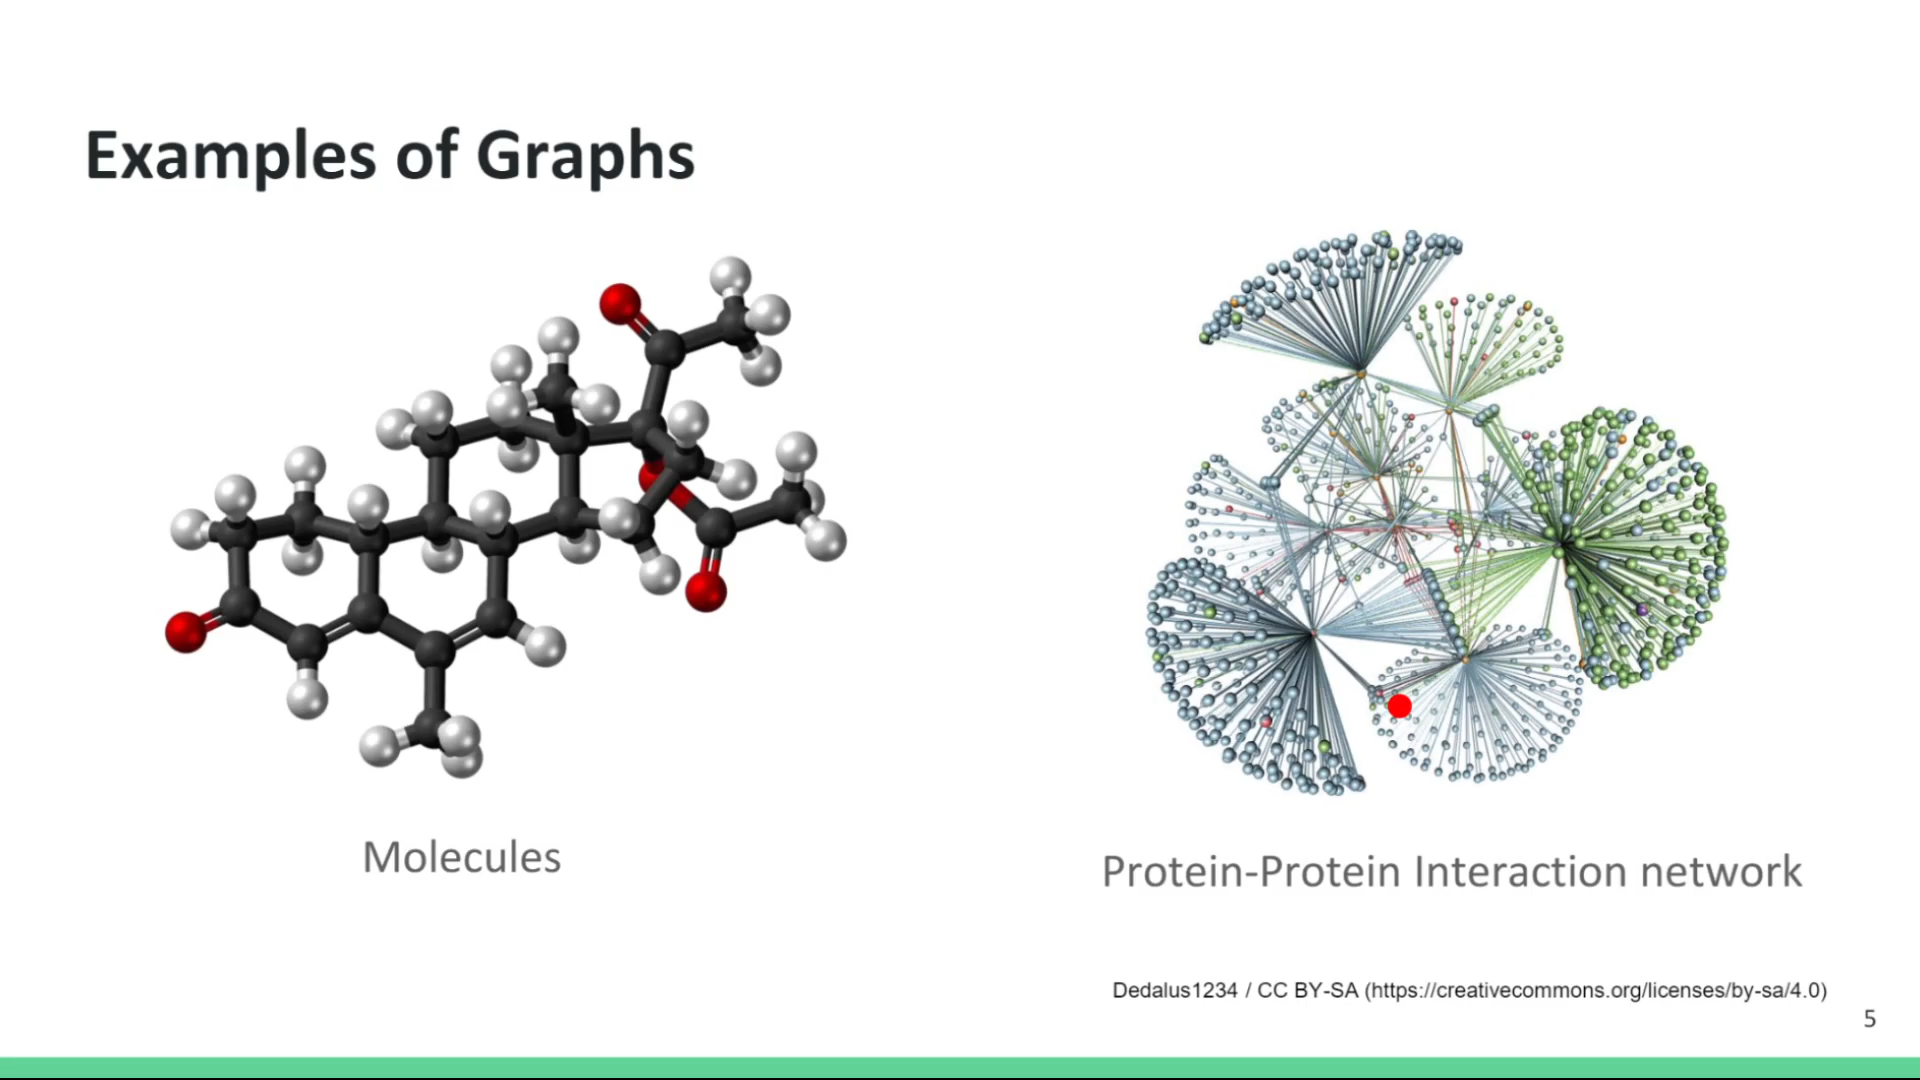 Examples of Graphs
Molecules
Protein-Protein Interaction network
Dedalus1234 / CC BY-SA (https://creativecommons.org/licenses/by-sa/4.0)
5